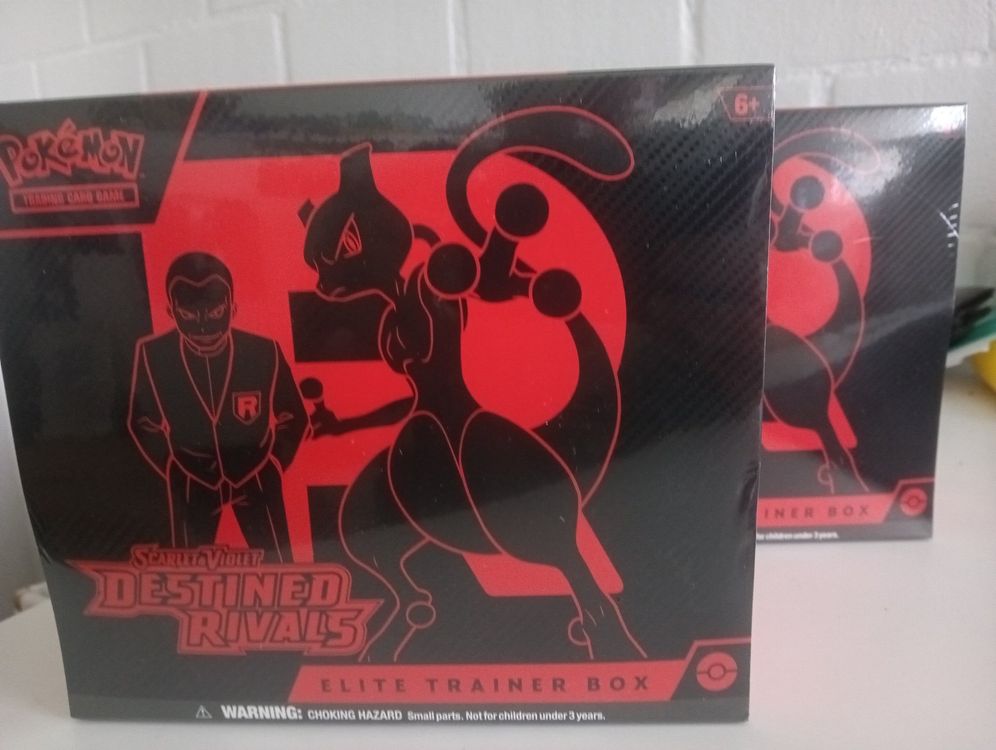 POKéMON
TRADING CARD GAME
6+
R
SCARLET & VIOLET
DESTINED
RIVALS
ELITE TRAINER BOX
WARNING: CHOKING HAZARD Small parts. Not for children under 3 years.
INER BOX
for children under 3 years.